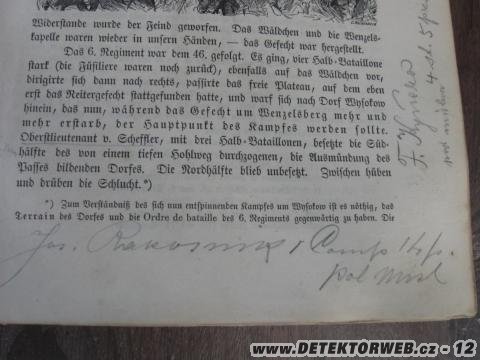 Widerstande wurde der Feind geworfen. Das Wäldchen und die Wenzels-
kapelle waren wieder in unsern Händen, — das Gefecht war hergestellt.
Das 6. Regiment war dem 46. gefolgt. Es ging, vier Halb-Bataillone
stark (die Füsiliere waren noch zurück), ebenfalls auf das Wäldchen vor,
dirigirte sich dann nach rechts, passirte das freie Plateau, auf dem eben
erst das Reitergefecht stattgefunden hatte, und warf sich nach Dorf Wysokow
hinein, das nun, während das Gefecht um Wenzelsberg mehr und
mehr erstarb, der Hauptpunkt des Kampfes werden sollte.
Oberstlieutenant v. Scheffler, mit drei Halb-Bataillonen, besetzte die Süd-
hälfte des von einem tiefen Hohlweg durchzogenen, die Ausmündung des
Passes bildenden Dorfes. Die Nordhälfte blieb unbesetzt. Zwischen hüben
und drüben die Schlucht.*)
*) Zum Verständniß des sich nun entspinnenden Kampfes um Wysokow ist es nöthig, das
Terrain des Dorfes und die Ordre de bataille des 6. Regiments gegenwärtig zu haben. Die
Jos. Rakosnik 1 Comp
www.DETEKTORWEB.cz - 12